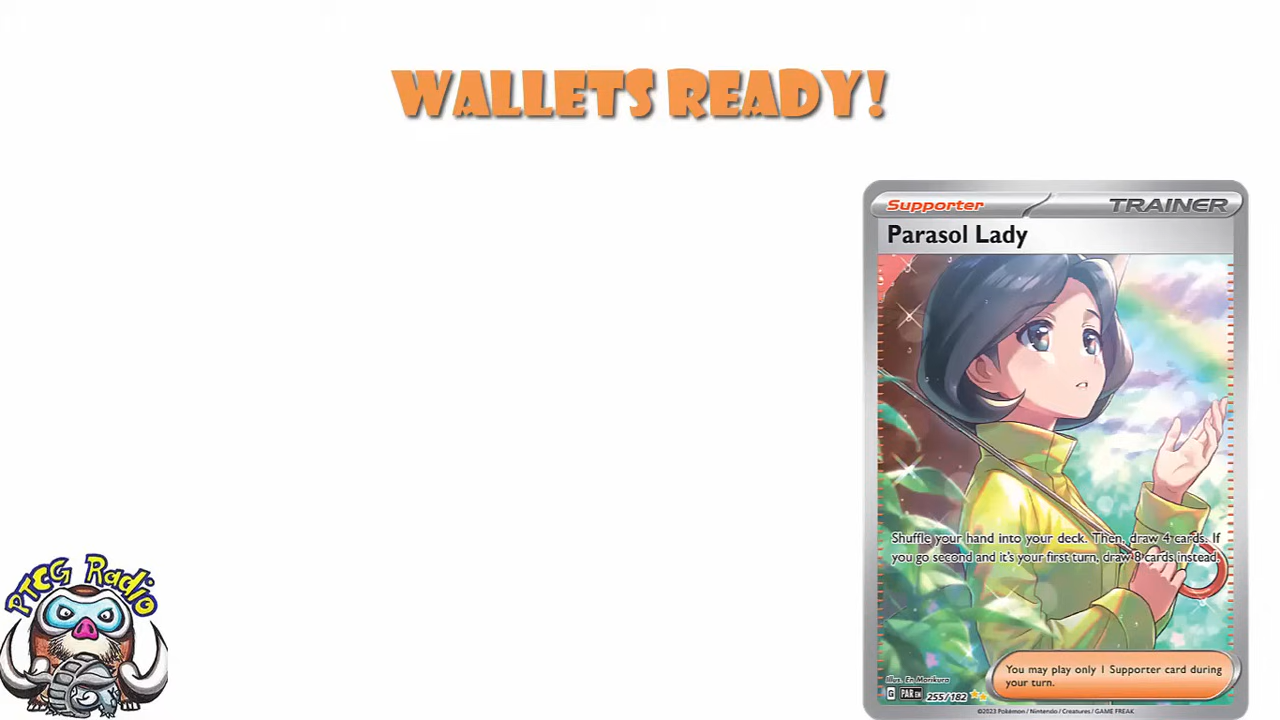 WALLETS READY!
Supporter
TRAINER
Parasol Lady
Shuffle your hand into your deck. Then, draw 4 cards. If
you go second and it's your first turn, draw 8 cards instead.
You may play only 1 Supporter card during
your turn.
Illus. En Morikura
G PAR EN 255/182
©2023 Pokémon / Nintendo / Creatures / GAME FREAK
PTCG Radio